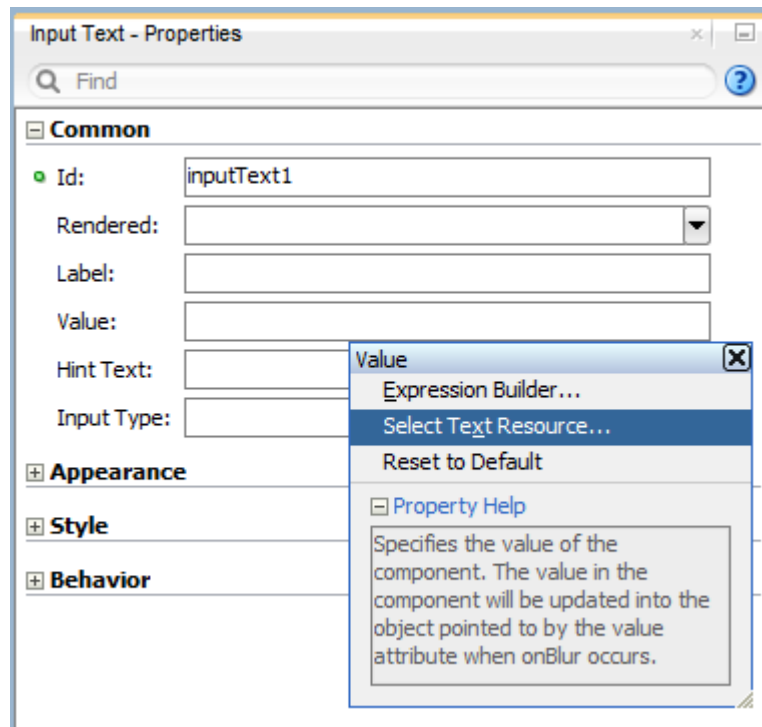 Input Text - Properties
Find
Common
Id: inputText1
Rendered:
Label:
Value:
Hint Text:
Input Type:
Value
Expression Builder...
Select Text Resource...
Reset to Default
Property Help
Specifies the value of the
component. The value in the
component will be updated into the
object pointed to by the value
attribute when onBlur occurs.
Appearance
Style
Behavior